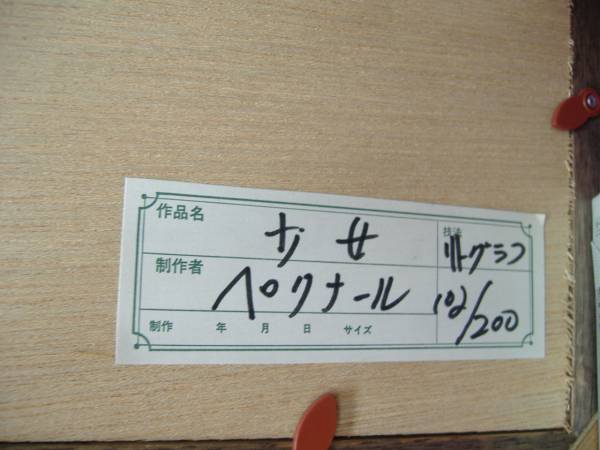 作品名 少女
技法 リトグラフ
制作者 ペクナール
102/200
制作 年 月 日 サイズ